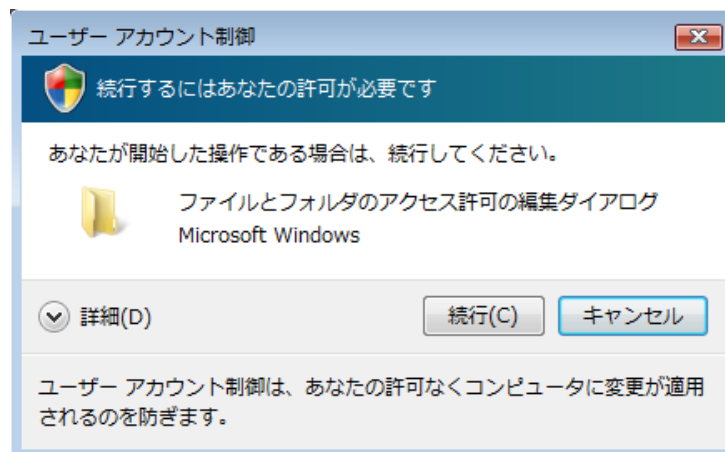 ユーザー アカウント制御
続行するにはあなたの許可が必要です
あなたが開始した操作である場合は、続行してください。
ファイルとフォルダのアクセス許可の編集ダイアログ
Microsoft Windows
詳細(D)
続行(C)
キャンセル
ユーザー アカウント制御は、あなたの許可なくコンピュータに変更が適用
されるのを防ぎます。